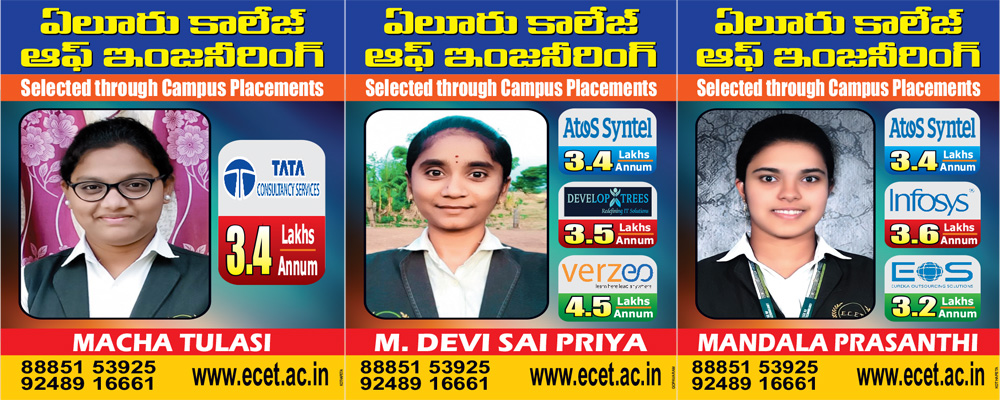 ఏలూరు కాలేజ్
ఆఫ్ ఇంజనీరింగ్
Selected through Campus Placements
TATA
CONSULTANCY SERVICES
3.4 Lakhs
Annum
MACHA TULASI
88851 53925
92489 16661
www.ecet.ac.in
ఏలూరు కాలేజ్
ఆఫ్ ఇంజనీరింగ్
Selected through Campus Placements
Atos Syntel
3.4 Lakhs
Annum
DEVELOP TREES
Redefining IT Solutions
3.5 Lakhs
Annum
verzeo
4.5 Lakhs
Annum
M. DEVI SAI PRIYA
88851 53925
92489 16661
www.ecet.ac.in
ఏలూరు కాలేజ్
ఆఫ్ ఇంజనీరింగ్
Selected through Campus Placements
Atos Syntel
3.4 Lakhs
Annum
Infosys®
3.6 Lakhs
Annum
EOS
EUREKA OUTSOURCING SOLUTIONS
3.2 Lakhs
Annum
E.C.E
MANDALA PRASANTHI
88851 53925
92489 16661
www.ecet.ac.in